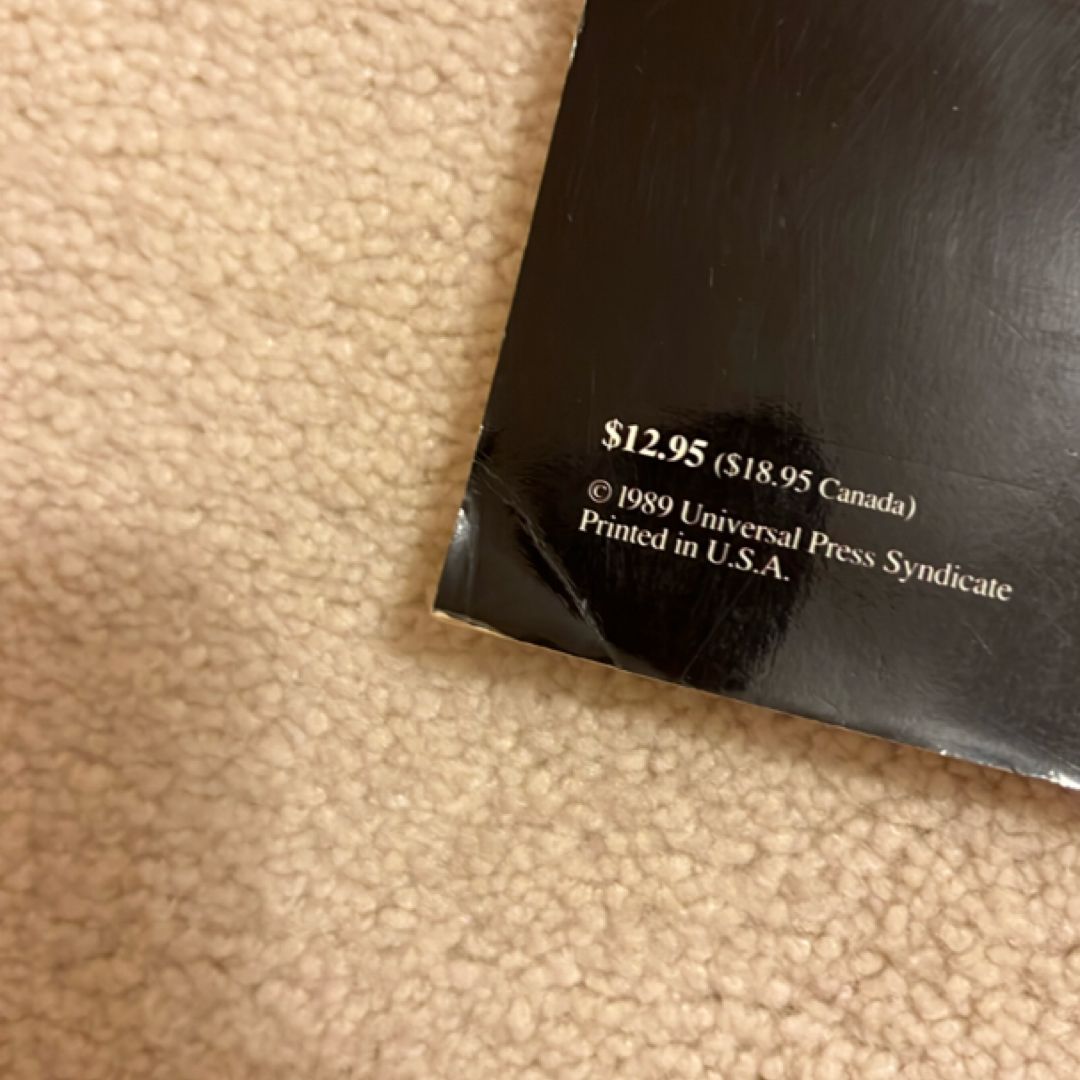 $12.95 ($18.95 Canada)
© 1989 Universal Press Syndicate
Printed in U.S.A.